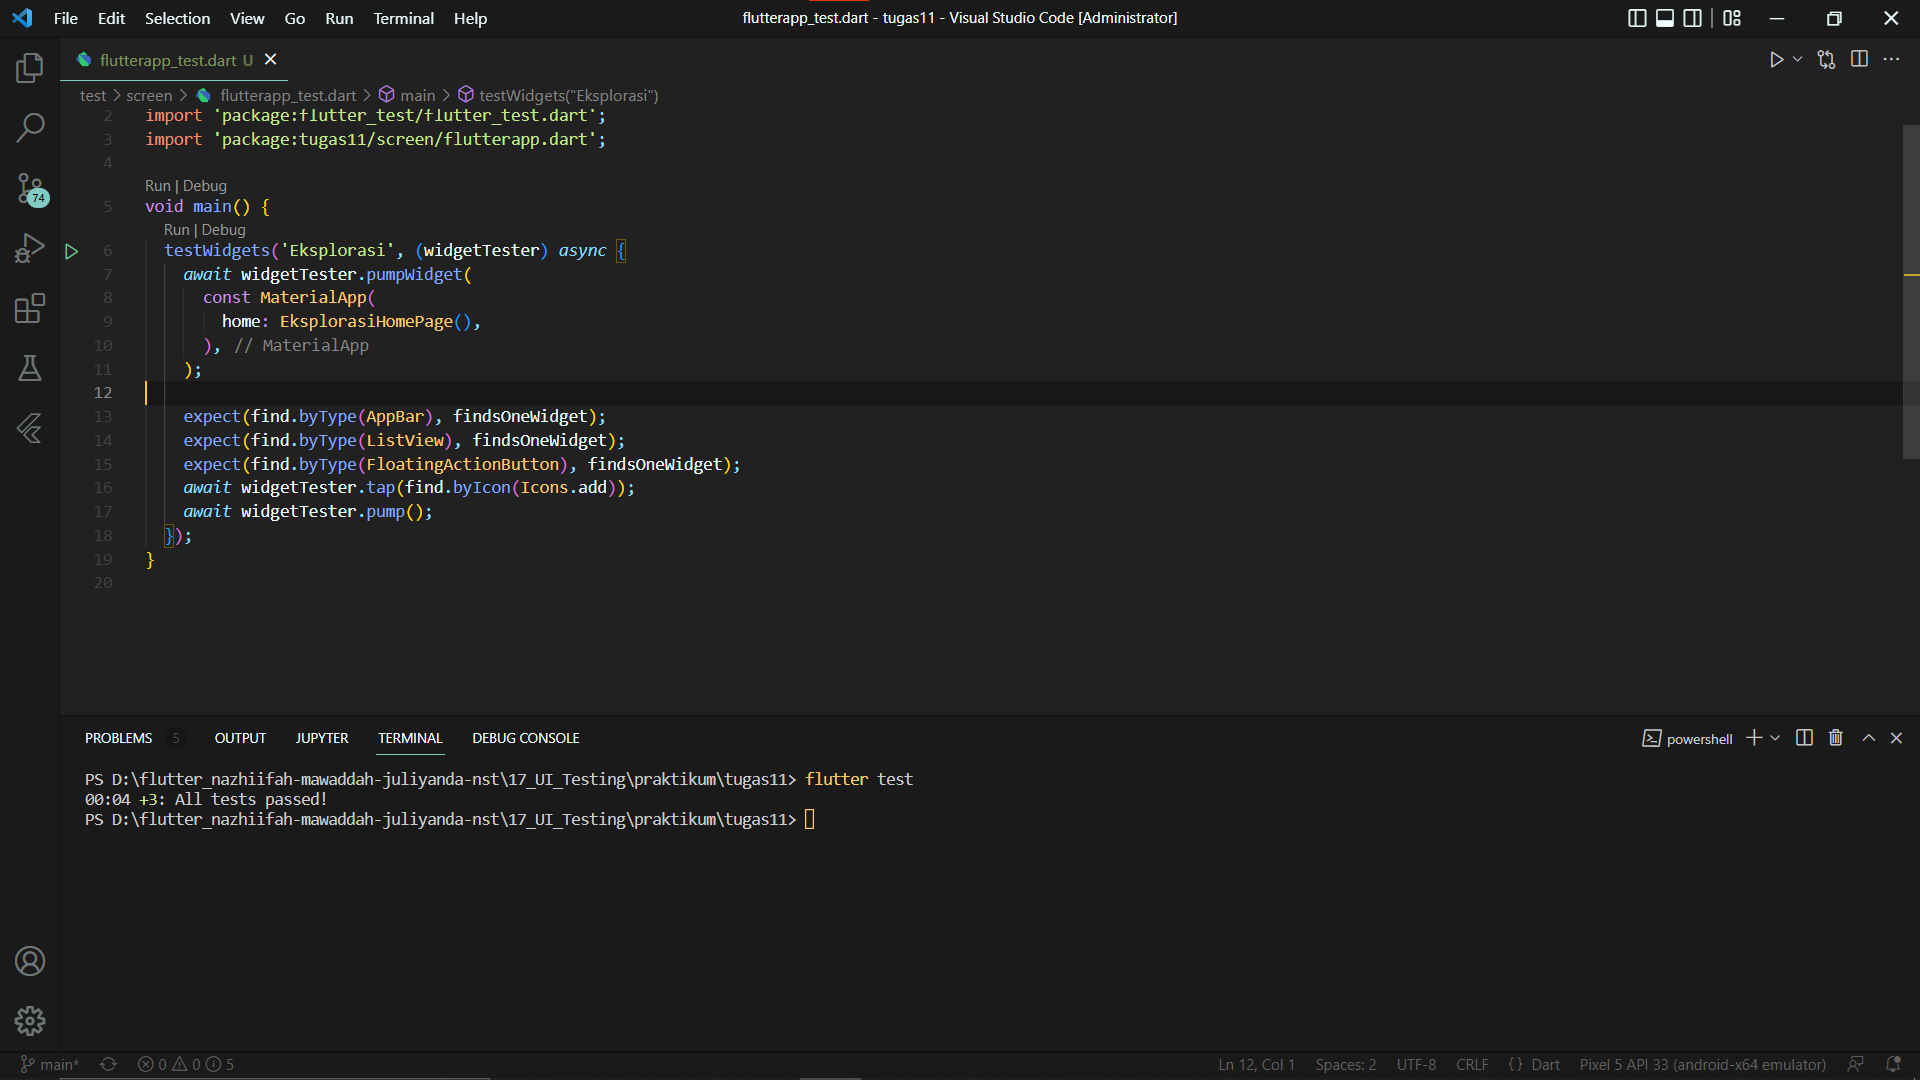 File Edit Selection View Go Run Terminal Help
flutterapp_test.dart - tugas11 - Visual Studio Code [Administrator]
flutterapp_test.dart U
test > screen > flutterapp_test.dart > main > testWidgets("Eksplorasi")
2 import 'package:flutter_test/flutter_test.dart';
3 import 'package:tugas11/screen/flutterapp.dart';
4
Run | Debug
5 void main() {
Run | Debug
6 testWidgets('Eksplorasi', (widgetTester) async {
7 await widgetTester.pumpWidget(
8 const MaterialApp(
9 home: EksplorasiHomePage(),
10 ), // MaterialApp
11 );
12
13 expect(find.byType(AppBar), findsOneWidget);
14 expect(find.byType(ListView), findsOneWidget);
15 expect(find.byType(FloatingActionButton), findsOneWidget);
16 await widgetTester.tap(find.byIcon(Icons.add));
17 await widgetTester.pump();
18 });
19 }
20
74
PROBLEMS 5 OUTPUT JUPYTER TERMINAL DEBUG CONSOLE
powershell
PS D:\flutter_nazhiifah-mawaddah-juliyanda-nst\17_UI_Testing\praktikum\tugas11> flutter test
00:04 +3: All tests passed!
PS D:\flutter_nazhiifah-mawaddah-juliyanda-nst\17_UI_Testing\praktikum\tugas11>
main* 0 0 5
Ln 12, Col 1 Spaces: 2 UTF-8 CRLF {} Dart Pixel 5 API 33 (android-x64 emulator)